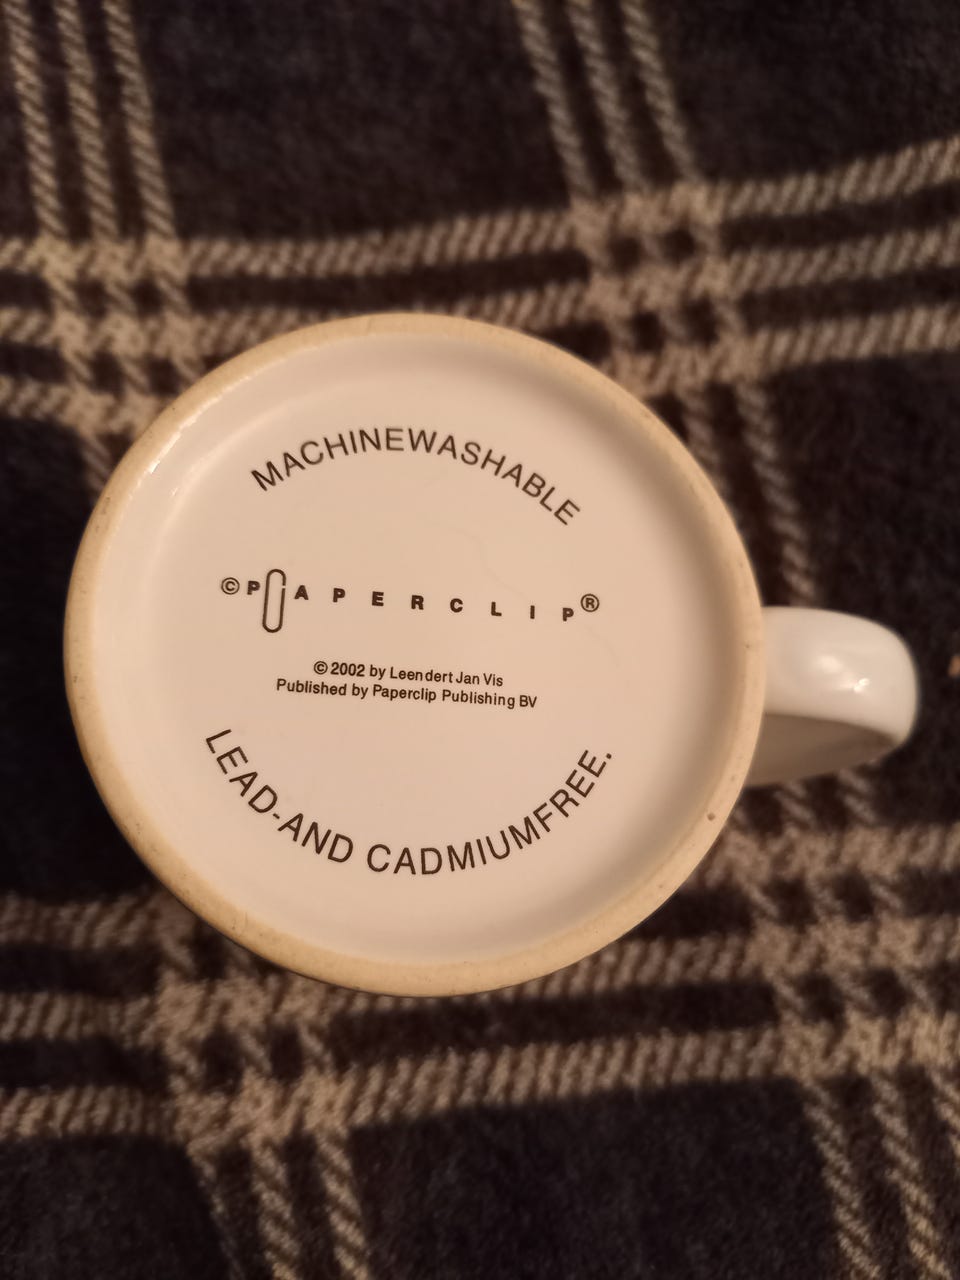 MACHINEWASHABLE
©PAPERCLIP®
© 2002 by Leendert Jan Vis
Published by Paperclip Publishing BV
LEAD-AND CADMIUMFREE.